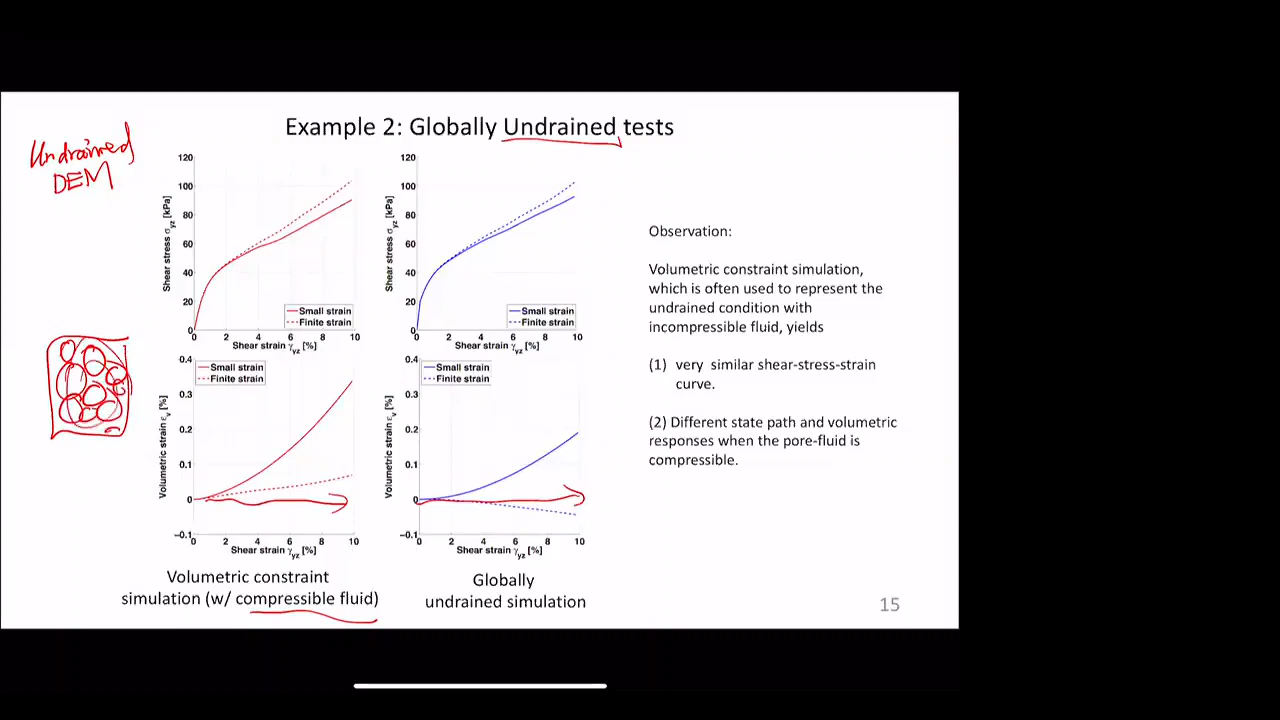 Example 2: Globally Undrained tests
Undrained
DEM
120
100
80
60
40
20
0
Shear stress σyz [kPa]
Small strain
Finite strain
0 2 4 6 8 10
Shear strain γyz [%]
120
100
80
60
40
20
0
Shear stress σyz [kPa]
Small strain
Finite strain
0 2 4 6 8 10
Shear strain γyz [%]
0.4
0.3
0.2
0.1
0
−0.1
Volumetric strain εv [%]
Small strain
Finite strain
0 2 4 6 8 10
Shear strain γyz [%]
0.4
0.3
0.2
0.1
0
−0.1
Volumetric strain εv [%]
Small strain
Finite strain
0 2 4 6 8 10
Shear strain γyz [%]
Volumetric constraint
simulation (w/ compressible fluid)
Globally
undrained simulation
Observation:
Volumetric constraint simulation,
which is often used to represent the
undrained condition with
incompressible fluid, yields
(1) very similar shear-stress-strain
curve.
(2) Different state path and volumetric
responses when the pore-fluid is
compressible.
15